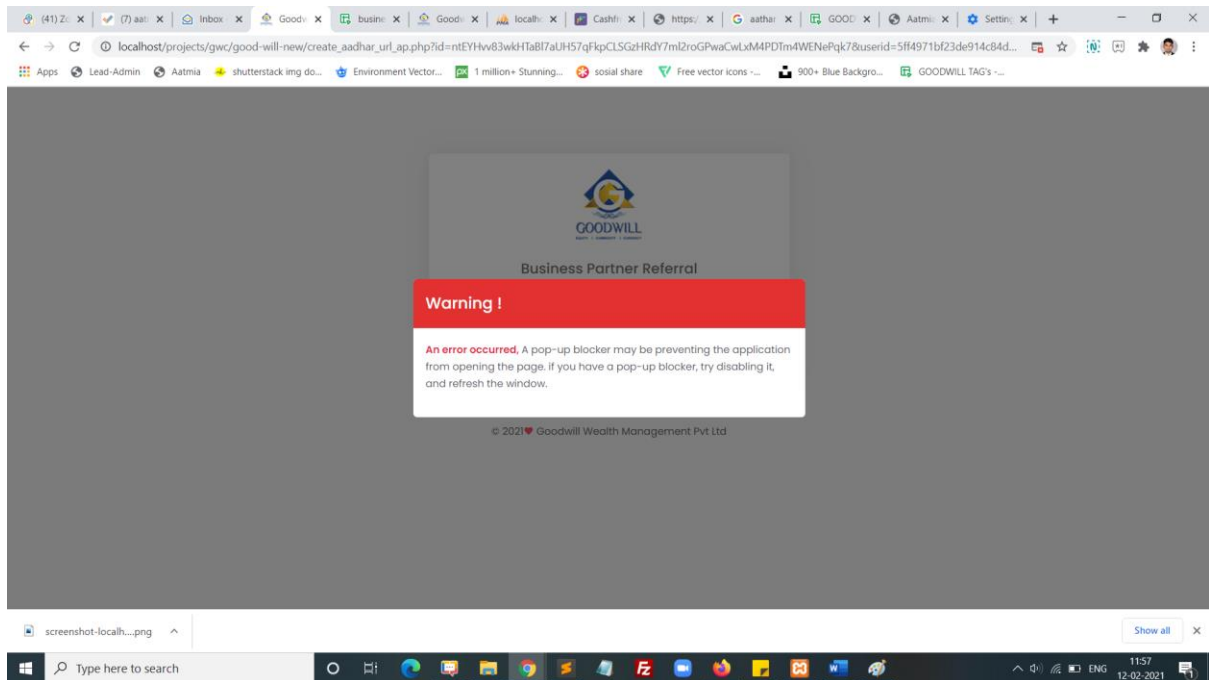 (41) Zo
(7) aat
Inbox
Goodw
busine
Goodw
localho
Cashfr
https:/
aathar
GOOD
Aatmi
Setting
localhost/projects/gwc/good-will-new/create_aadhar_url_ap.php?id=ntEYHvv83wkHTaBl7aUH57qFkpCLSGzHRdY7ml2roGPwaCwLxM4PDTm4WENePqk7&userid=5ff4971bf23de914c84d...
Apps
Lead-Admin
Aatmia
shutterstack img do...
Environment Vector...
1 million+ Stunning...
sosial share
Free vector icons -...
900+ Blue Backgro...
GOODWILL TAG's -...
GOODWILL
Business Partner Referral
Warning !
An error occurred, A pop-up blocker may be preventing the application
from opening the page. if you have a pop-up blocker, try disabling it,
and refresh the window.
© 2021 Goodwill Wealth Management Pvt Ltd
screenshot-localh....png
Show all
Type here to search
ENG
11:57
12-02-2021